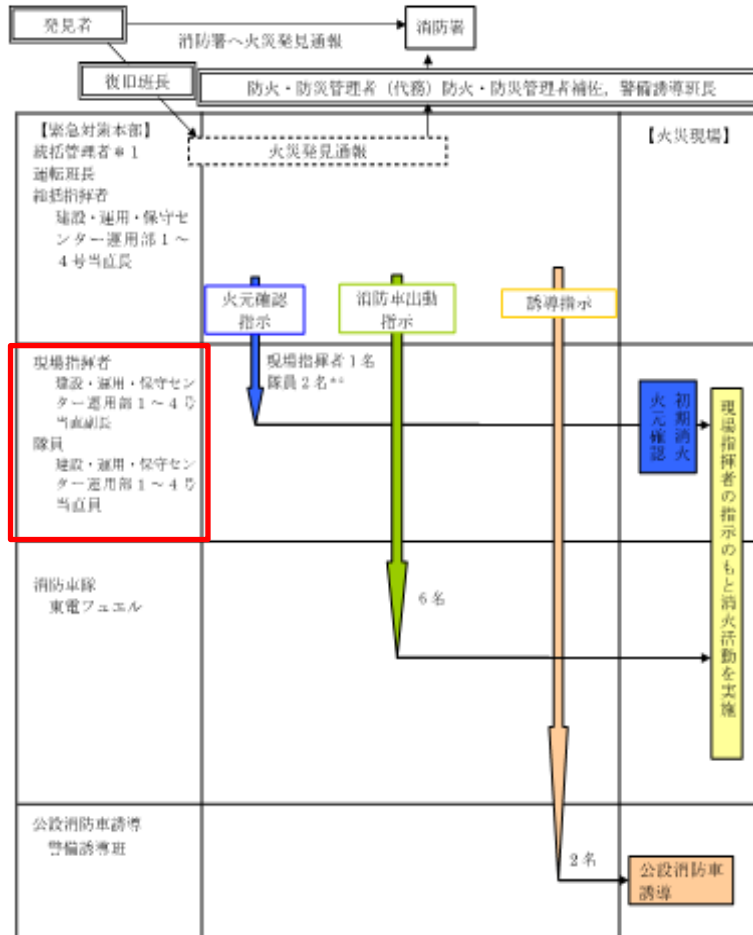 発見者
消防署
消防署へ火災発見通報
復旧班長
防火・防災管理者(代務)防火・防災管理者補佐,警備誘導班長
【緊急対策本部】
統括管理者*1
運転班長
総括指揮者
建設・運用・保守セ
ンター運用部1~
4号当直長
火災発見通報
【火災現場】
火元確認
指示
消防車出動
指示
誘導指示
現場指揮者
建設・運用・保守セン
ター運用部1~4号
当直副長
隊員
建設・運用・保守セン
ター運用部1~4号
当直員
現場指揮者1名
隊員2名
初期消火
火元確認
現場指揮者の指示のもと消火活動を実施
消防車隊
東電フュエル
6名
公設消防車誘導
警備誘導班
2名
公設消防車
誘導